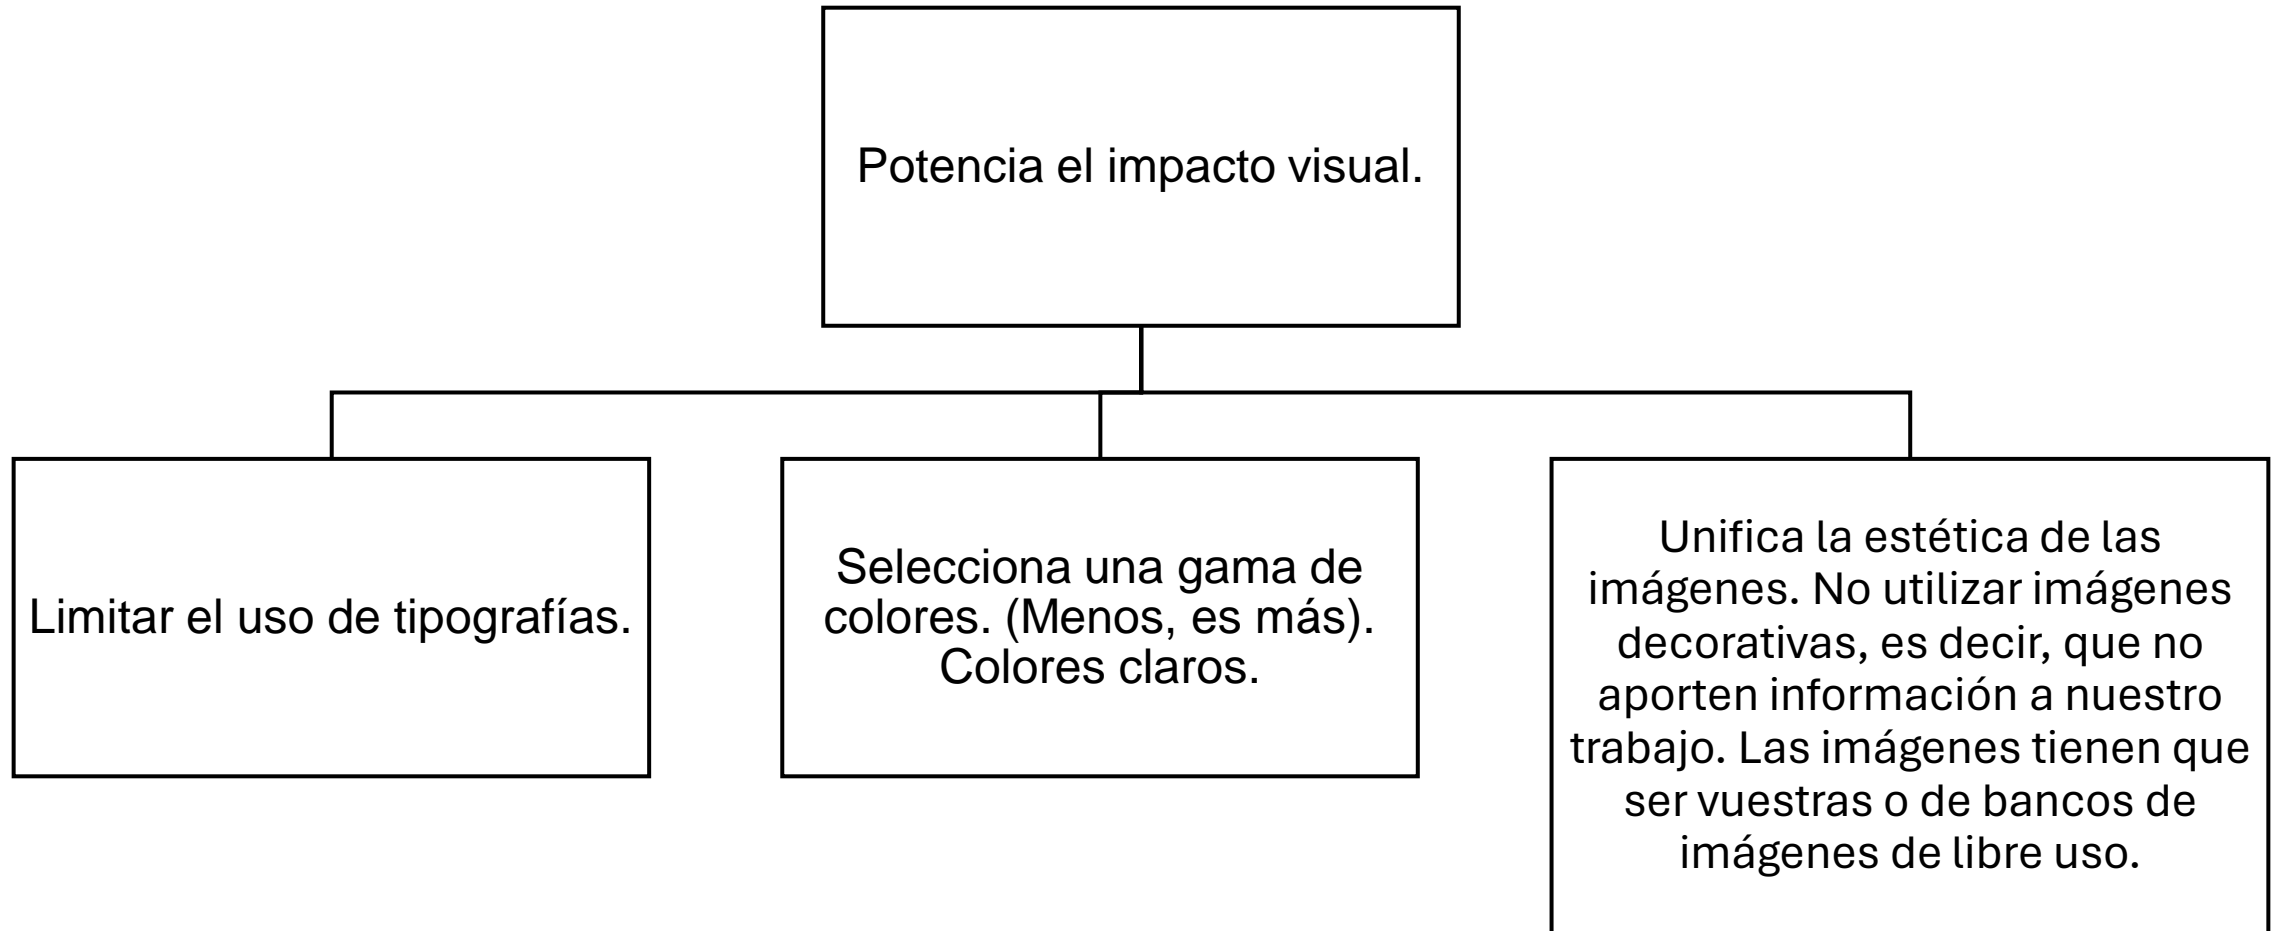 Potencia el impacto visual.
Limitar el uso de tipografías.
Selecciona una gama de
colores. (Menos, es más).
Colores claros.
Unifica la estética de las
imágenes. No utilizar imágenes
decorativas, es decir, que no
aporten información a nuestro
trabajo. Las imágenes tienen que
ser vuestras o de bancos de
imágenes de libre uso.